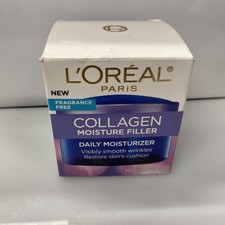 L'ORÉAL
PARIS
NEW
FRAGRANCE
FREE
COLLAGEN
MOISTURE FILLER
DAILY MOISTURIZER
Visibly smooth wrinkles
Restore skin's cushion